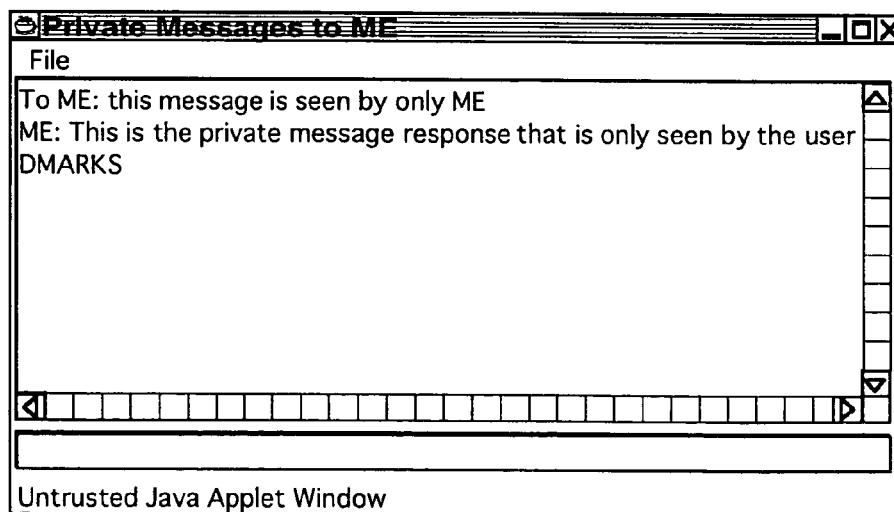 Private Messages to ME
File
To ME: this message is seen by only ME
ME: This is the private message response that is only seen by the user
DMARKS
Untrusted Java Applet Window